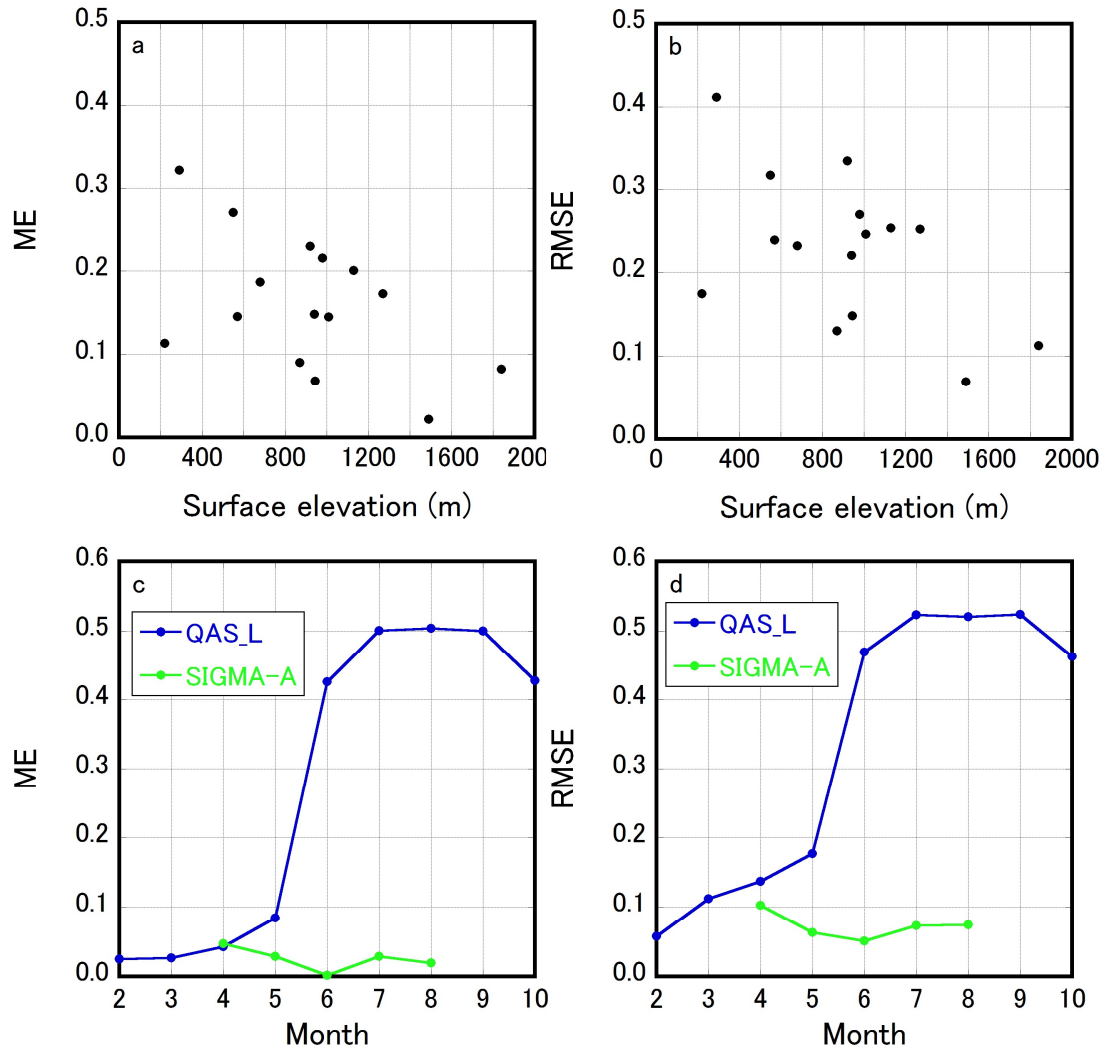 a
0.5
0.4
0.3
0.2
0.1
0.0
ME
0 400 800 1200 1600 200
Surface elevation (m)
b
0.5
0.4
0.3
0.2
0.1
0.0
RMSE
0 400 800 1200 1600 2000
Surface elevation (m)
c
QAS_L
SIGMA-A
0.6
0.5
0.4
0.3
0.2
0.1
0.0
ME
2 3 4 5 6 7 8 9 10
Month
d
QAS_L
SIGMA-A
0.6
0.5
0.4
0.3
0.2
0.1
0.0
RMSE
2 3 4 5 6 7 8 9 10
Month